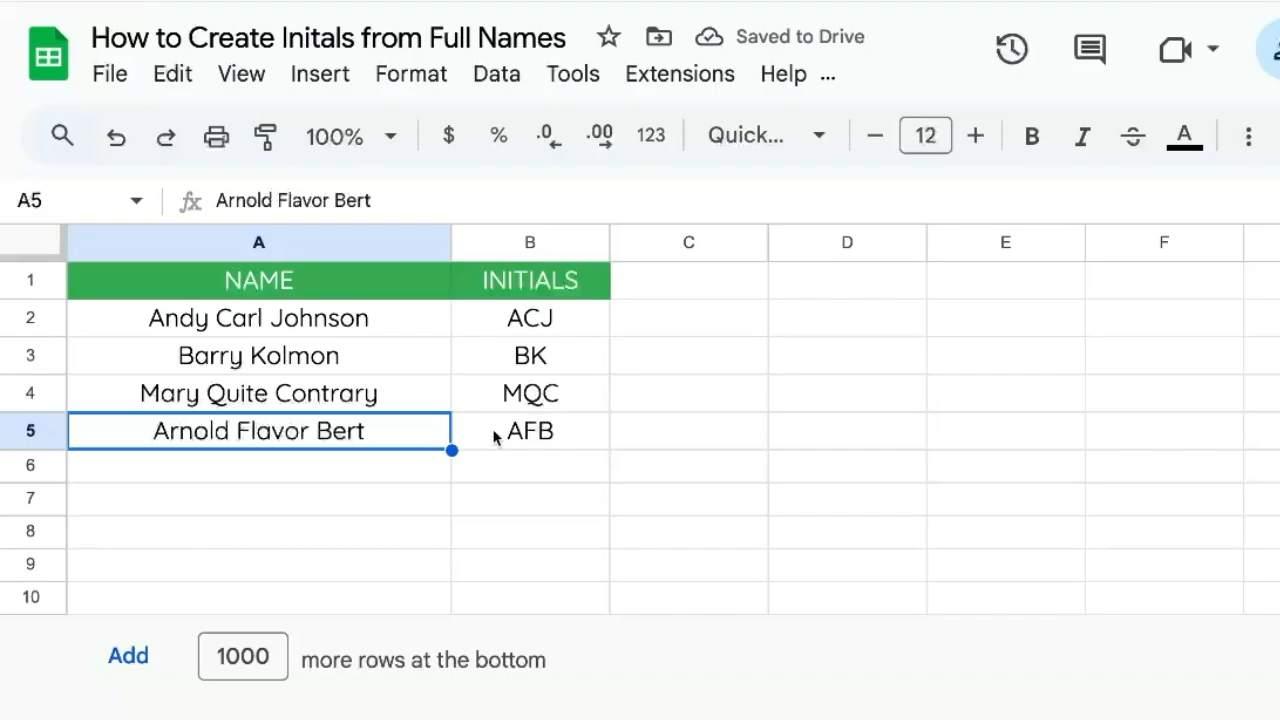 How to Create Initals from Full Names Saved to Drive
File Edit View Insert Format Data Tools Extensions Help ...
100% $ % .0 .00 123 Quick... − 12 + B I S A
A5 fx Arnold Flavor Bert
A B C D E F
1 NAME INITIALS
2 Andy Carl Johnson ACJ
3 Barry Kolmon BK
4 Mary Quite Contrary MQC
5 Arnold Flavor Bert AFB
6
7
8
9
10
Add 1000 more rows at the bottom